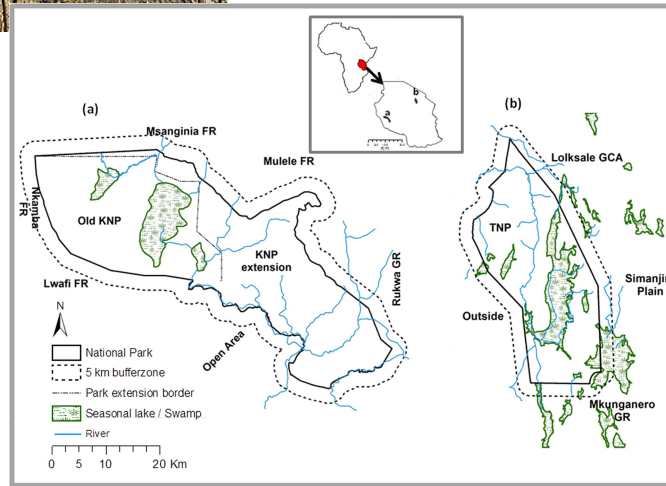 (a)
Msanginia FR
Mulele FR
Nkamba
FR
Old KNP
KNP
extension
Lwafi FR
Open Area
Rukwa GR
N
National Park
5 km bufferzone
Park extension border
Seasonal lake / Swamp
River
0 5 10 20 Km
b
a
(b)
Lolksale GCA
TNP
Simanjir
Plain
Outside
Mkunganero
GR